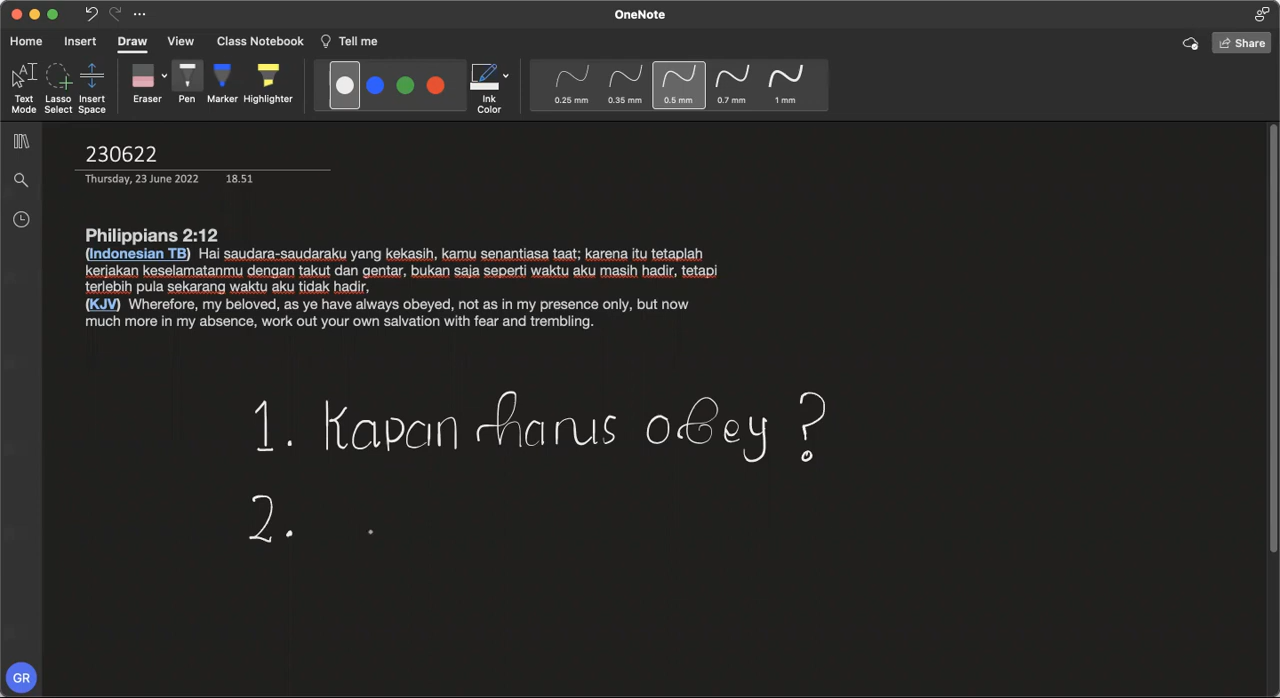 OneNote
Home Insert Draw View Class Notebook Tell me
Share
Text Mode
Lasso Select
Insert Space
Eraser
Pen
Marker
Highlighter
Ink Color
0.25 mm
0.35 mm
0.5 mm
0.7 mm
1 mm
230622
Thursday, 23 June 2022 18.51
Philippians 2:12
(Indonesian TB) Hai saudara-saudaraku yang kekasih, kamu senantiasa taat; karena itu tetaplah
kerjakan keselamatanmu dengan takut dan gentar, bukan saja seperti waktu aku masih hadir, tetapi
terlebih pula sekarang waktu aku tidak hadir,
(KJV) Wherefore, my beloved, as ye have always obeyed, not as in my presence only, but now
much more in my absence, work out your own salvation with fear and trembling.
1. Kapan harus obey ?
2.
GR